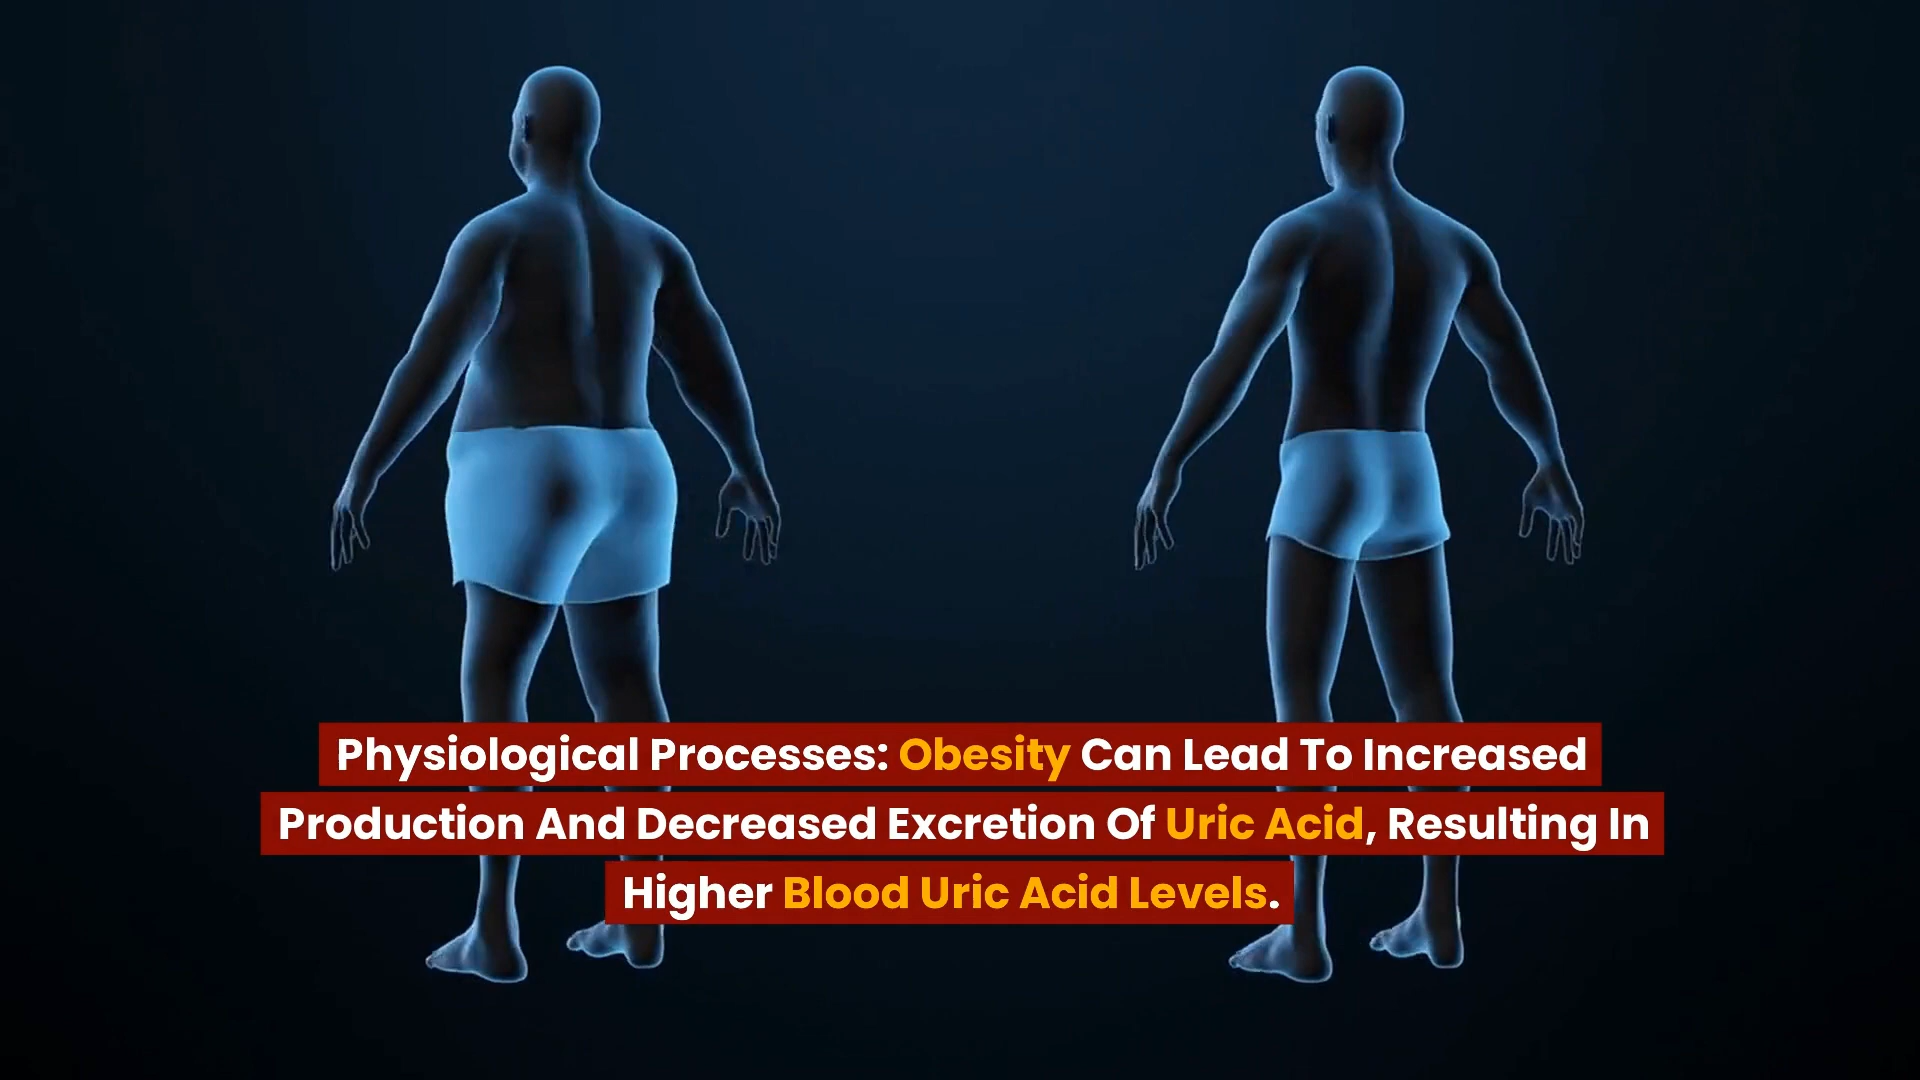 Physiological Processes: Obesity Can Lead To Increased
Production And Decreased Excretion Of Uric Acid, Resulting In
Higher Blood Uric Acid Levels.